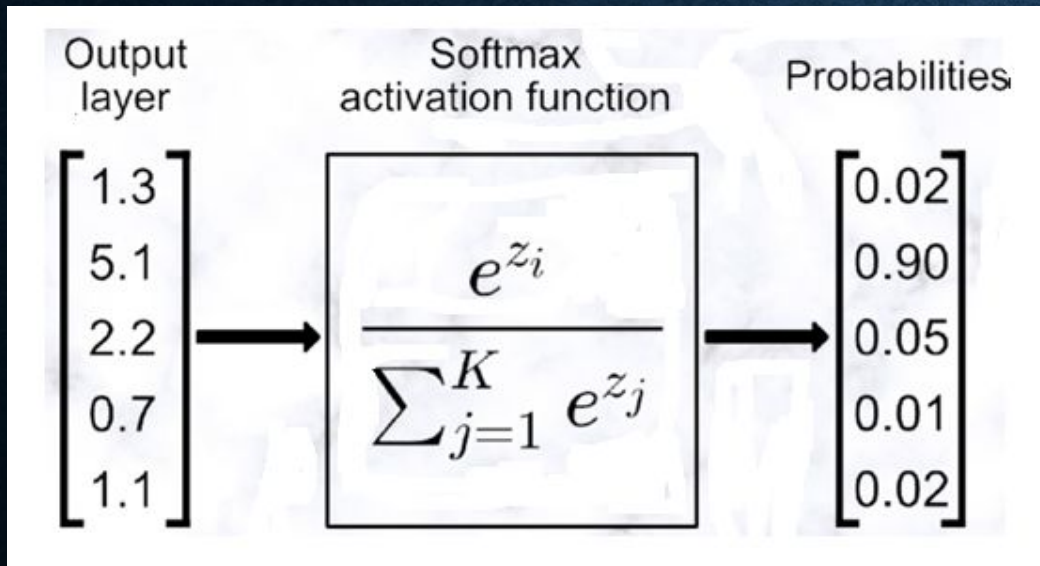 Output
layer
Softmax
activation function
Probabilities
1.3
5.1
2.2
0.7
1.1
e^{z_i}
∑_{j=1}^{K} e^{z_j}
0.02
0.90
0.05
0.01
0.02